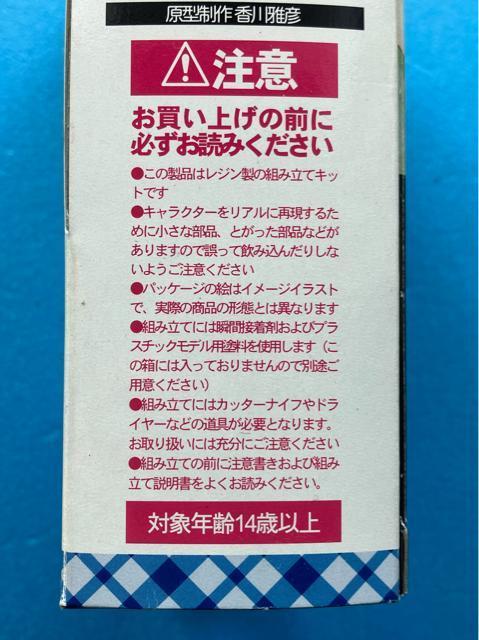 原型制作 香川雅彦
注意
お買い上げの前に
必ずお読みください
●この製品はレジン製の組み立てキッ
トです
●キャラクターをリアルに再現するた
めに小さな部品、とがった部品などが
ありますので誤って飲み込んだりしな
いようご注意ください
●パッケージの絵はイメージイラスト
で、実際の商品の形態とは異なります
●組み立てには瞬間接着剤およびプラ
スチックモデル用塗料を使用します（こ
の箱には入っておりませんので別途ご
用意ください）
●組み立てにはカッターナイフやドラ
イヤーなどの道具が必要となります。
お取り扱いには充分にご注意ください
●組み立ての前に注意書きおよび組み
立て説明書をよくお読みください。
対象年齢14歳以上